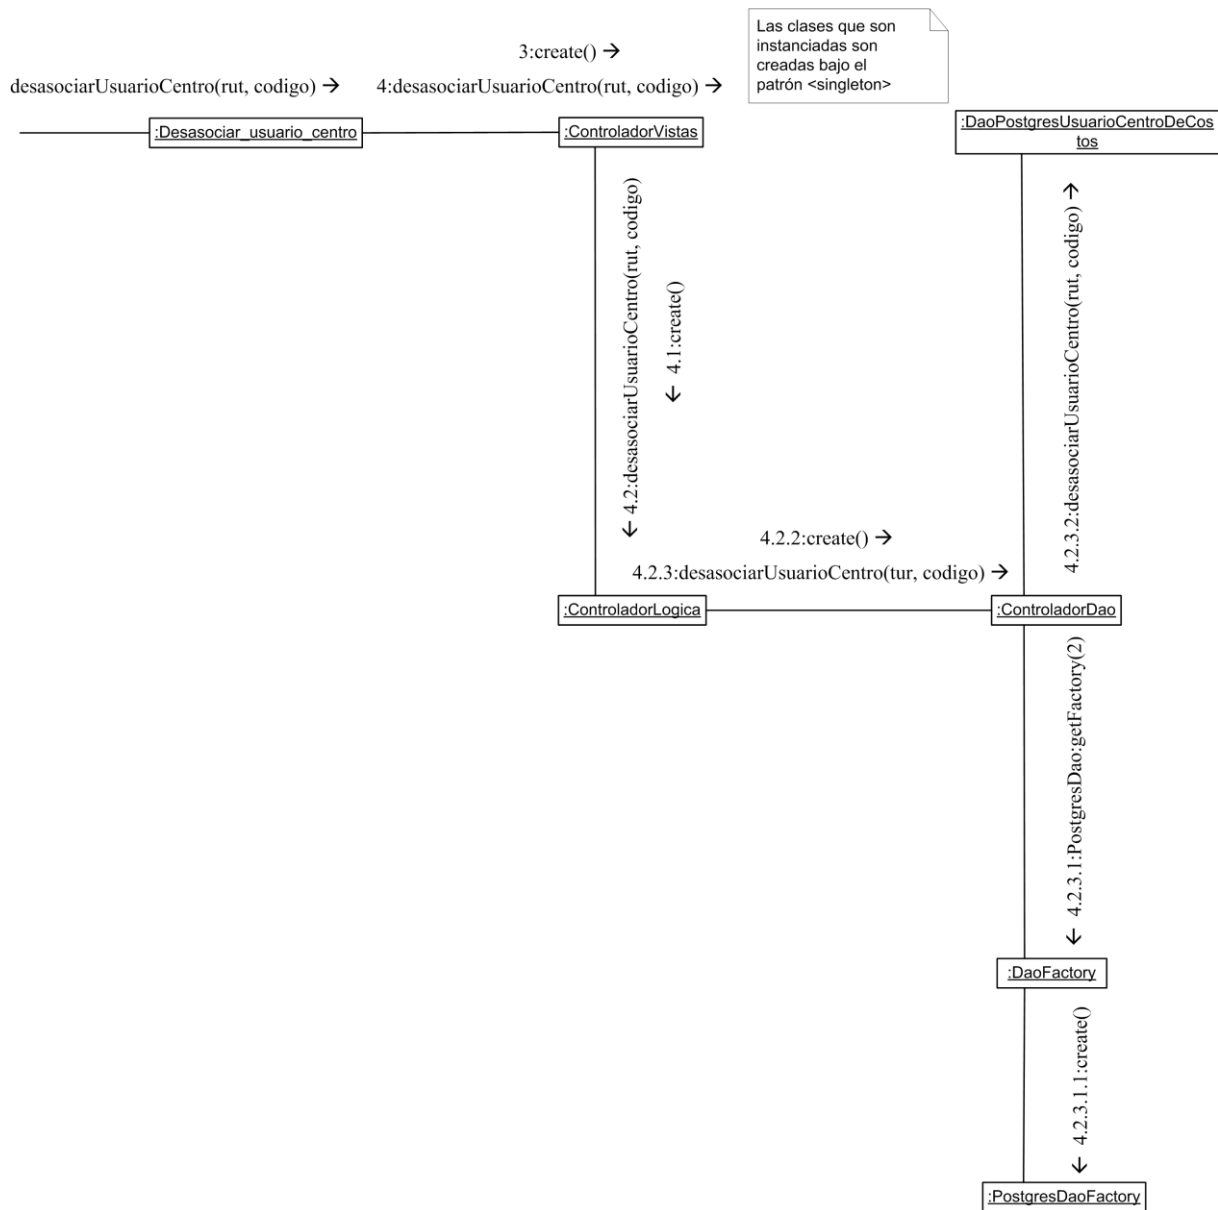 Las clases que son
instanciadas son
creadas bajo el
patrón <singleton>
3:create() →
desasociarUsuarioCentro(rut, codigo) →
4:desasociarUsuarioCentro(rut, codigo) →
:Desasociar_usuario_centro
:ControladorVistas
:DaoPostgresUsuarioCentroDeCos
tos
← 4.2:desasociarUsuarioCentro(rut, codigo)
← 4.1:create()
4.2.3.2:desasociarUsuarioCentro(rut, codigo) →
4.2.2:create() →
4.2.3:desasociarUsuarioCentro(tur, codigo) →
:ControladorLogica
:ControladorDao
← 4.2.3.1:PostgresDao:getFactory(2)
:DaoFactory
← 4.2.3.1.1:create()
:PostgresDaoFactory